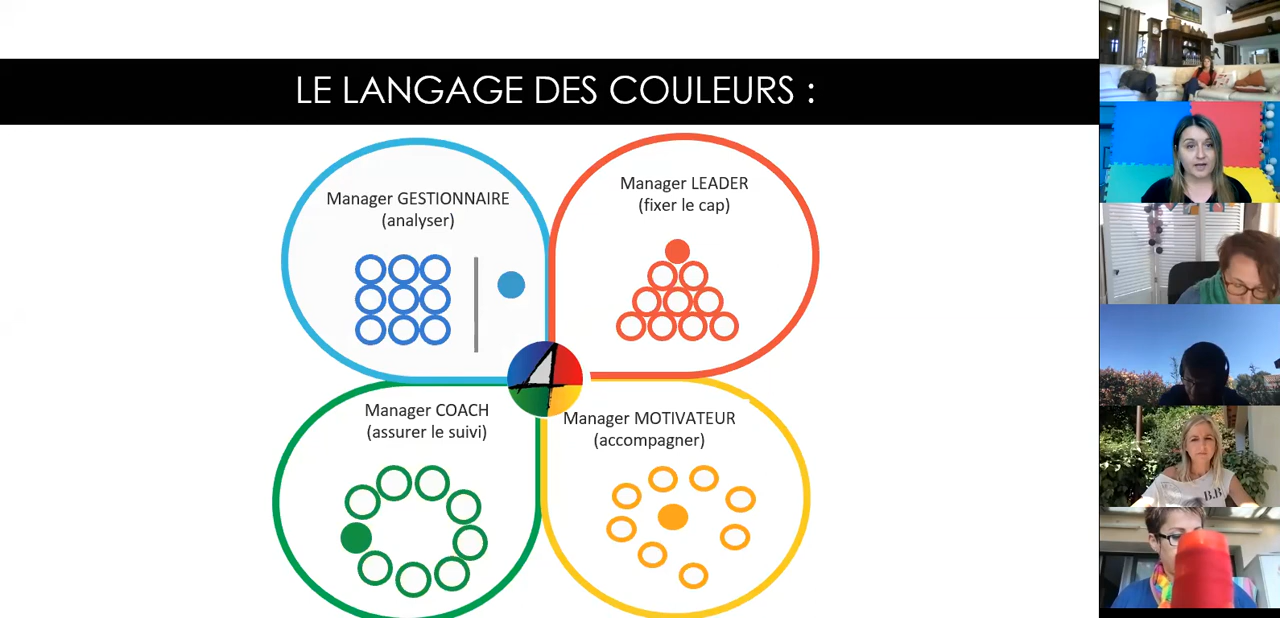 LE LANGAGE DES COULEURS :
Manager GESTIONNAIRE
(analyser)
Manager LEADER
(fixer le cap)
4
Manager COACH
(assurer le suivi)
Manager MOTIVATEUR
(accompagner)
B.B